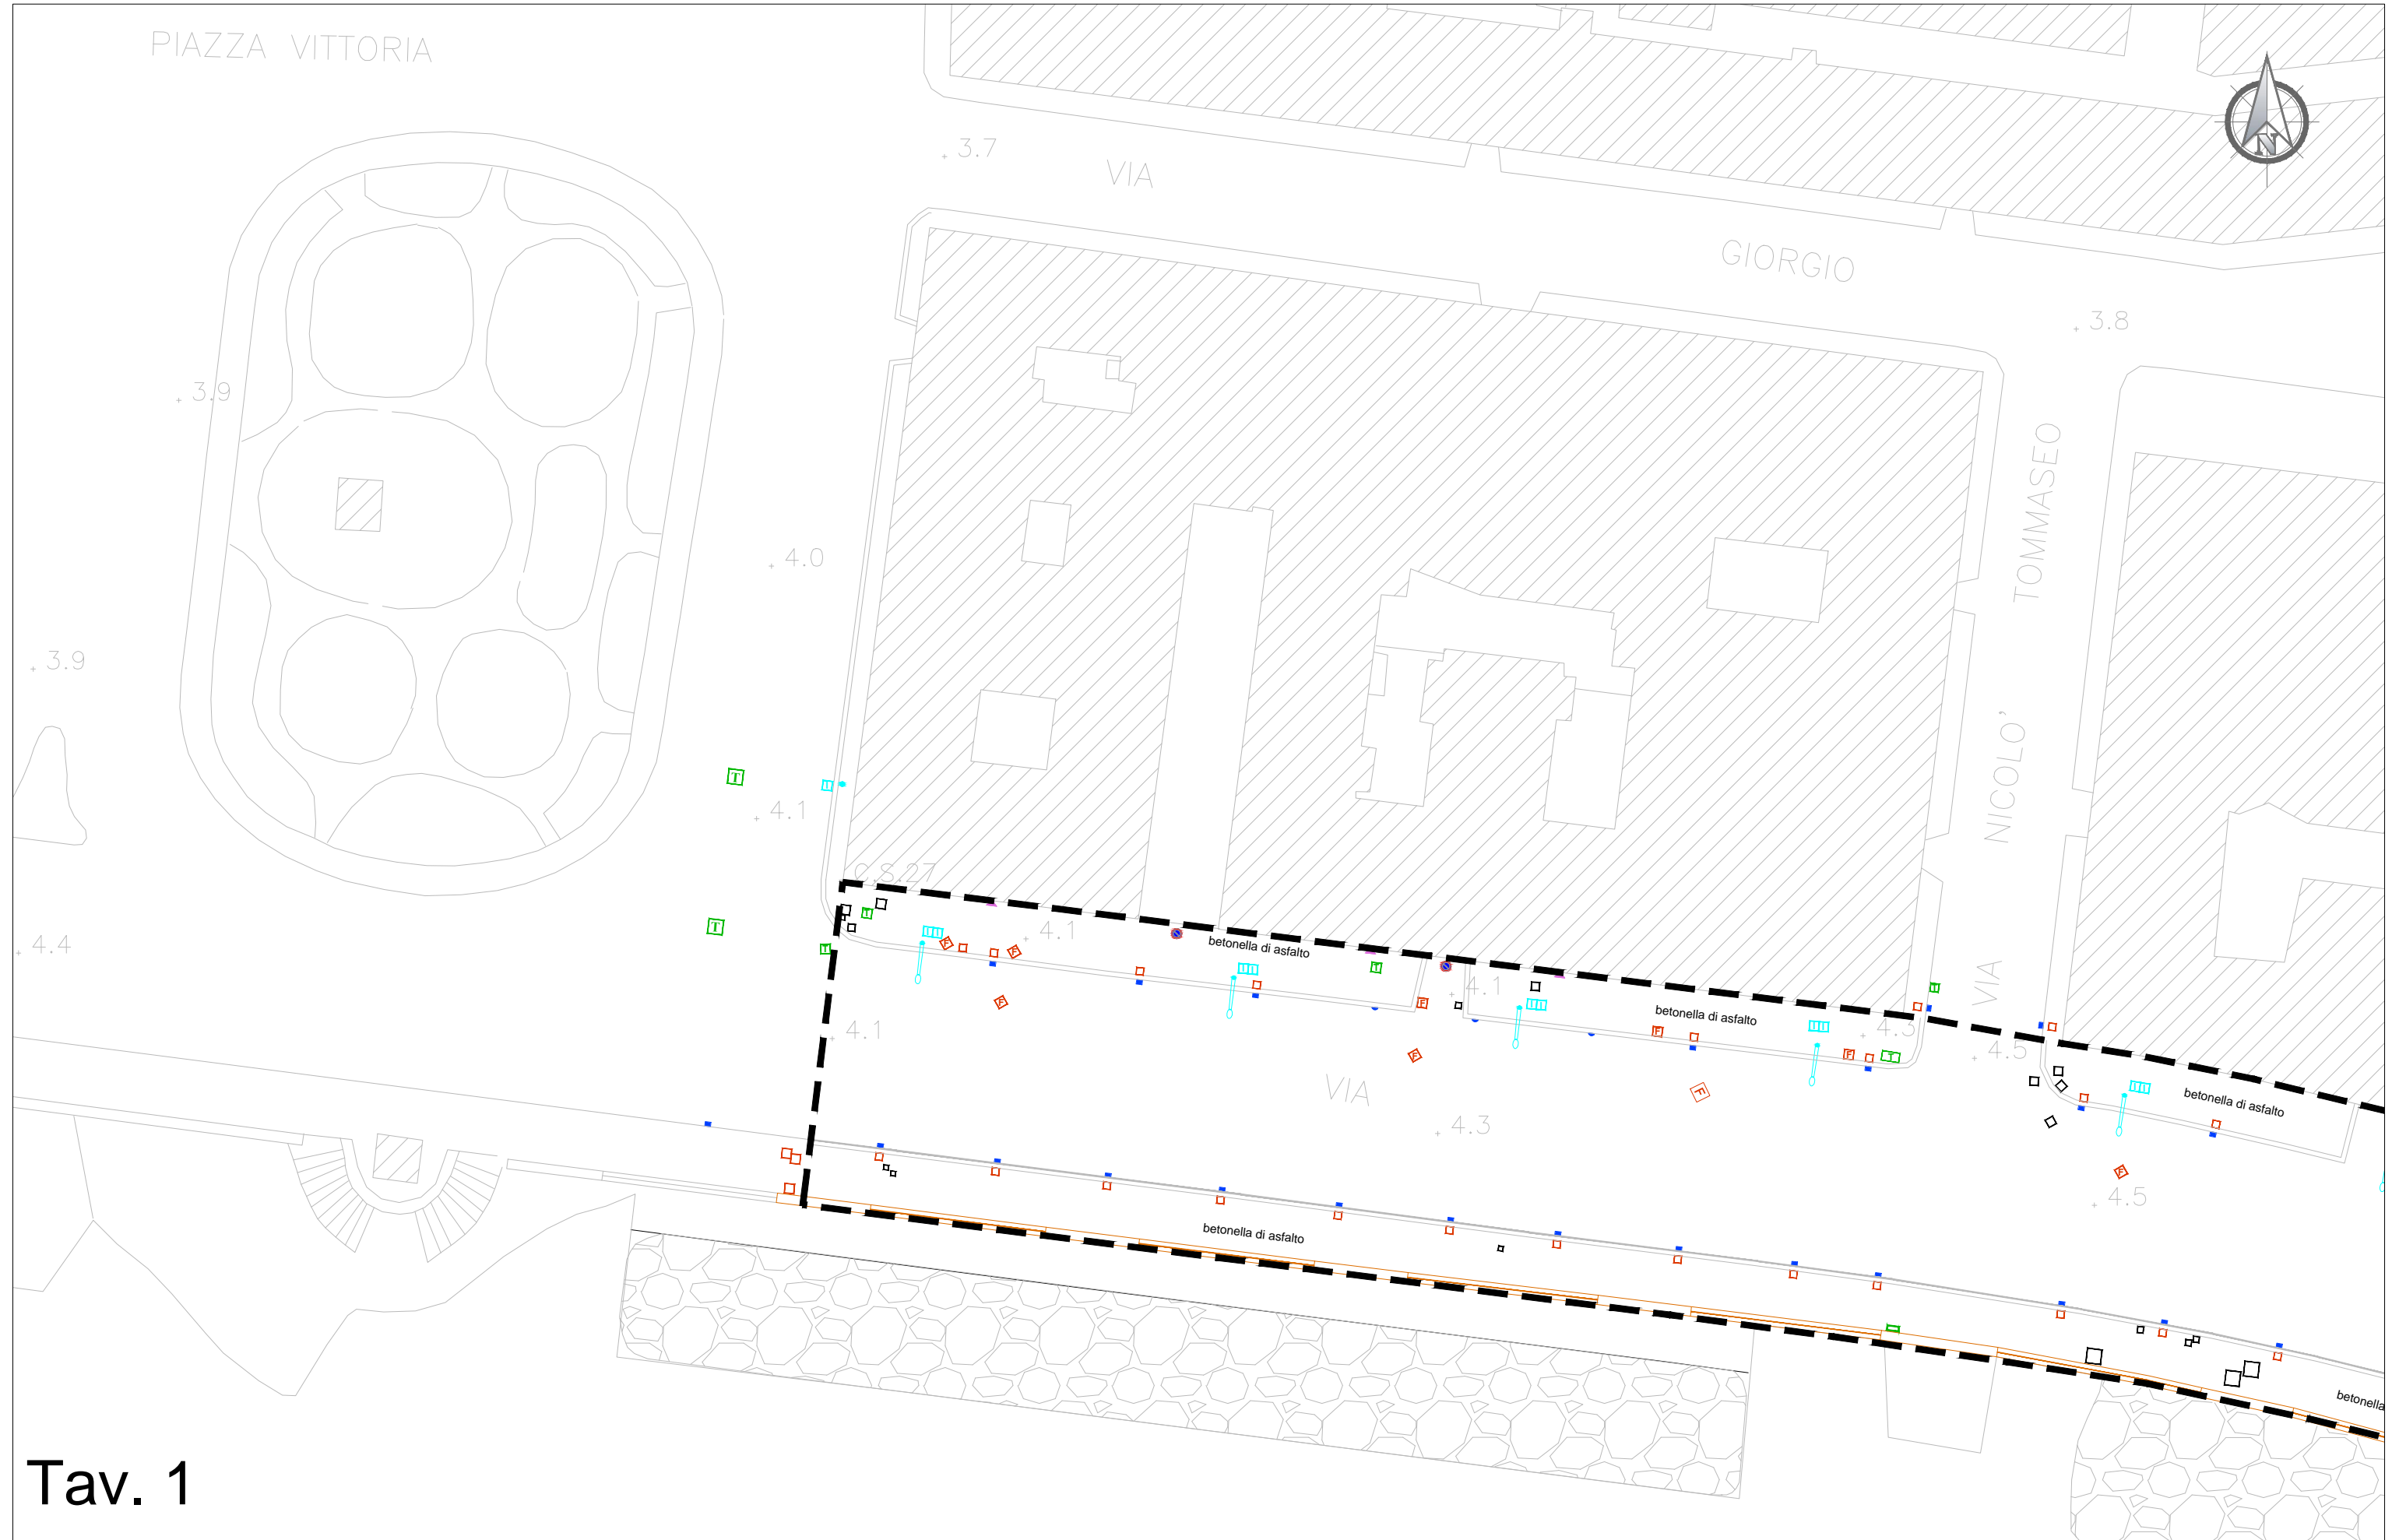 PIAZZA VITTORIA
N
3.7
VIA
GIORGIO
3.8
3.9
TOMMASEO
4.0
3.9
NICOLO'
T
I
4.1
C.S.27
T
T
T
I I
F
F
4.1
4.4
betonella di asfalto
I I
T
F
4.1
F
4.1
I I
VIA
T
betonella di asfalto
I I
4.3
4.5
F
F
T
F
F
VIA
4.3
I I
betonella di asfalto
F
4.5
betonella di asfalto
betonella
Tav. 1